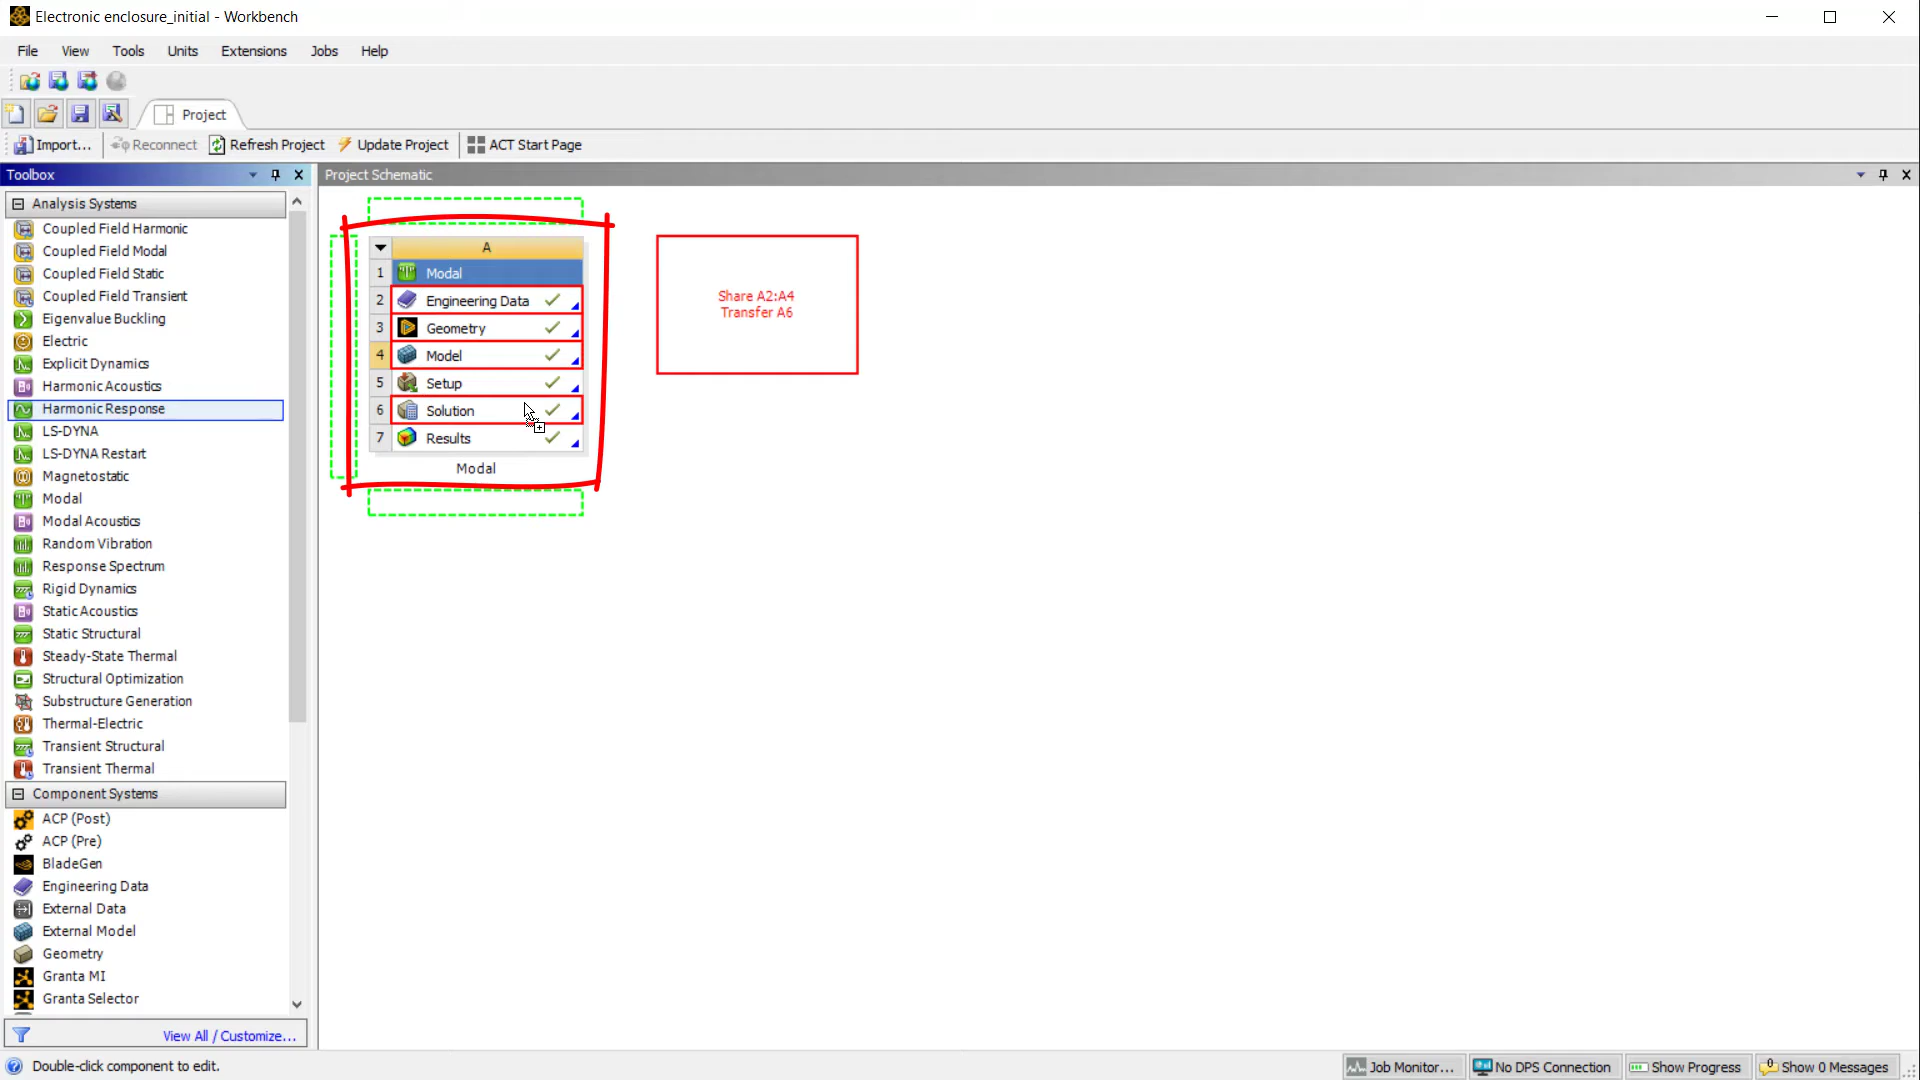 Electronic enclosure_initial - Workbench
File View Tools Units Extensions Jobs Help
Project
Import... Reconnect Refresh Project Update Project ACT Start Page
Toolbox
Project Schematic
Analysis Systems
Coupled Field Harmonic
Coupled Field Modal
Coupled Field Static
Coupled Field Transient
Eigenvalue Buckling
Electric
Explicit Dynamics
Harmonic Acoustics
Harmonic Response
LS-DYNA
LS-DYNA Restart
Magnetostatic
Modal
Modal Acoustics
Random Vibration
Response Spectrum
Rigid Dynamics
Static Acoustics
Static Structural
Steady-State Thermal
Structural Optimization
Substructure Generation
Thermal-Electric
Transient Structural
Transient Thermal
Component Systems
ACP (Post)
ACP (Pre)
BladeGen
Engineering Data
External Data
External Model
Geometry
Granta MI
Granta Selector
View All / Customize...
A
1 Modal
2 Engineering Data
3 Geometry
4 Model
5 Setup
6 Solution
7 Results
Modal
Share A2:A4
Transfer A6
Double-click component to edit.
Job Monitor... No DPS Connection Show Progress Show 0 Messages